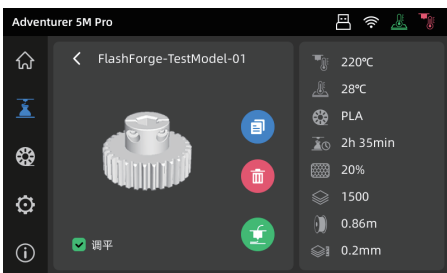 Adventurer 5M Pro
FlashForge-TestModel-01
调平
220℃
28℃
PLA
2h 35min
20%
1500
0.86m
0.2mm